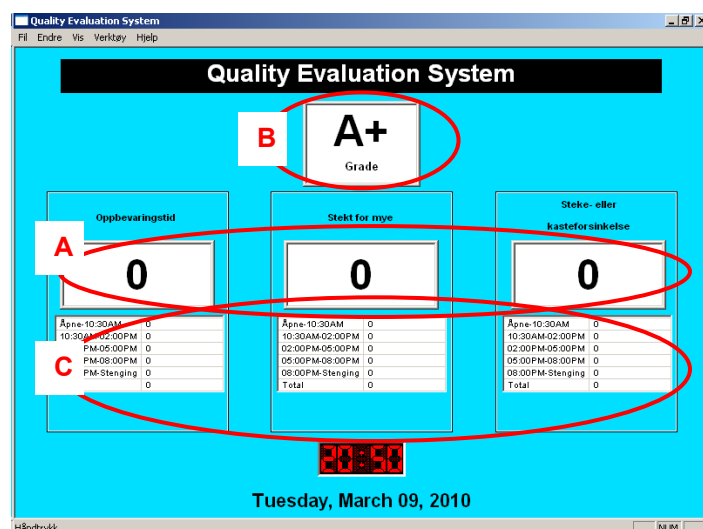 Quality Evaluation System
Fil Endre Vis Verktøy Hjelp
Quality Evaluation System
B
A+
Grade
Oppbevaringstid
Stekt for mye
Steke- eller
kasteforsinkelse
A
0
0
0
C
Åpne-10:30AM 0
10:30AM-02:00PM 0
PM-05:00PM 0
PM-08:00PM 0
PM-Stenging 0
0
Åpne-10:30AM 0
10:30AM-02:00PM 0
02:00PM-05:00PM 0
05:00PM-08:00PM 0
08:00PM-Stenging 0
Total 0
Åpne-10:30AM 0
10:30AM-02:00PM 0
02:00PM-05:00PM 0
05:00PM-08:00PM 0
08:00PM-Stenging 0
Total 0
Tuesday, March 09, 2010
Håndtrykk
NUM